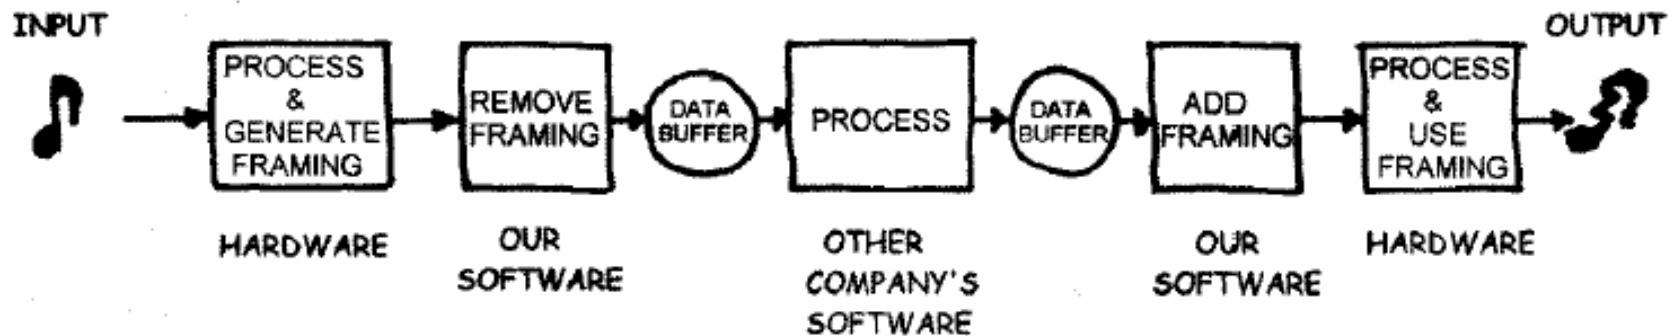 INPUT
PROCESS
&
GENERATE
FRAMING
HARDWARE
REMOVE
FRAMING
OUR
SOFTWARE
DATA
BUFFER
PROCESS
OTHER
COMPANY'S
SOFTWARE
DATA
BUFFER
ADD
FRAMING
OUR
SOFTWARE
PROCESS
&
USE
FRAMING
HARDWARE
OUTPUT